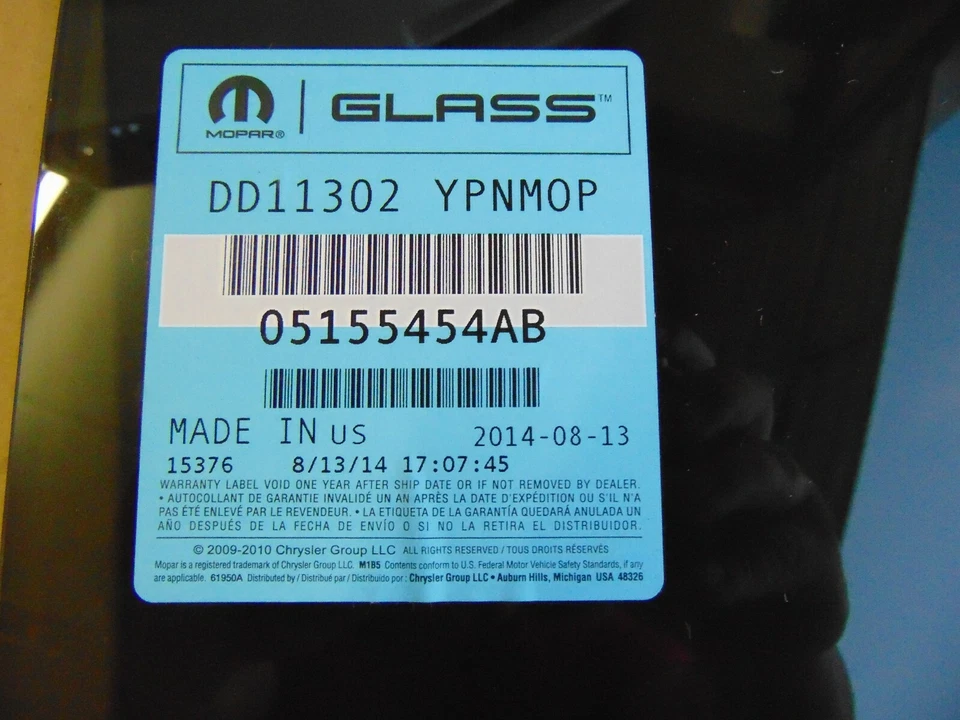 MOPAR® | GLASS™
DD11302 YPNMOP
05155454AB
MADE IN US 2014-08-13
15376 8/13/14 17:07:45
WARRANTY LABEL VOID ONE YEAR AFTER SHIP DATE OR IF NOT REMOVED BY DEALER.
• AUTOCOLLANT DE GARANTIE INVALIDÉ UN AN APRÈS LA DATE D'EXPÉDITION OU S'IL N'A
PAS ÉTÉ ENLEVÉ PAR LE REVENDEUR. • LA ETIQUETA DE LA GARANTÍA QUEDARÁ ANULADA UN
AÑO DESPUÉS DE LA FECHA DE ENVÍO O SI NO LA RETIRA EL DISTRIBUIDOR.
© 2009-2010 Chrysler Group LLC ALL RIGHTS RESERVED / TOUS DROITS RÉSERVÉS
Mopar is a registered trademark of Chrysler Group LLC. M1B5 Contents conform to U.S. Federal Motor Vehicle Safety Standards, if any
are applicable. 61950A Distributed by / Distribué par / Distribuido por : Chrysler Group LLC • Auburn Hills, Michigan USA 48326